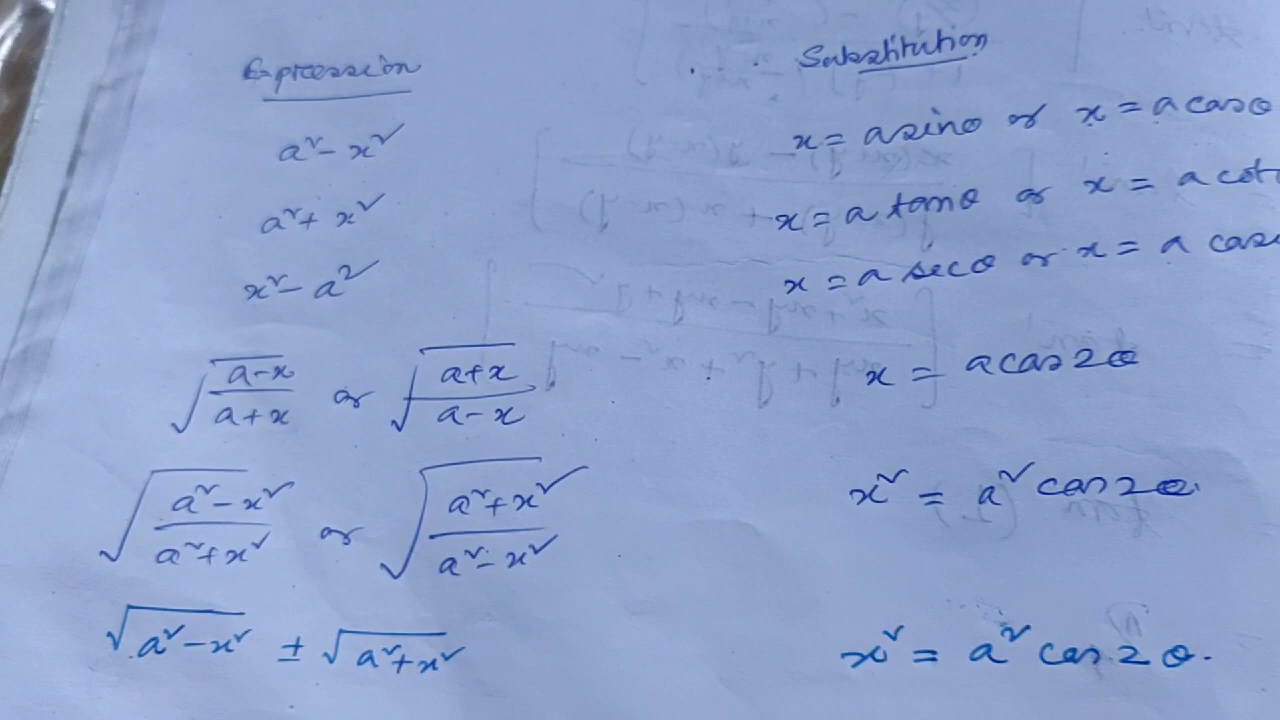 Expression Substitution
a² - x² x = a sinθ or x = a cosθ
a² + x² x = a tanθ or x = a cot
x² - a² x = a secθ or x = a cos
√((a-x)/(a+x)) or √((a+x)/(a-x)) x = a cos2θ
√((a²-x²)/(a²+x²)) or √((a²+x²)/(a²-x²)) x² = a² cos2θ.
√(a²-x²) ± √(a²+x²) x² = a² cos2θ.